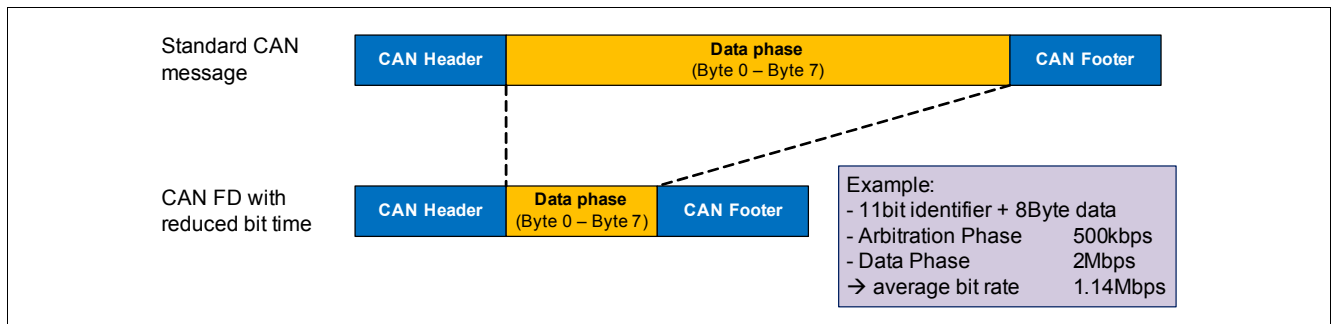 Standard CAN
message
CAN Header
Data phase
(Byte 0 – Byte 7)
CAN Footer
CAN FD with
reduced bit time
CAN Header
Data phase
(Byte 0 – Byte 7)
CAN Footer
Example:
- 11bit identifier + 8Byte data
- Arbitration Phase 500kbps
- Data Phase 2Mbps
→ average bit rate 1.14Mbps